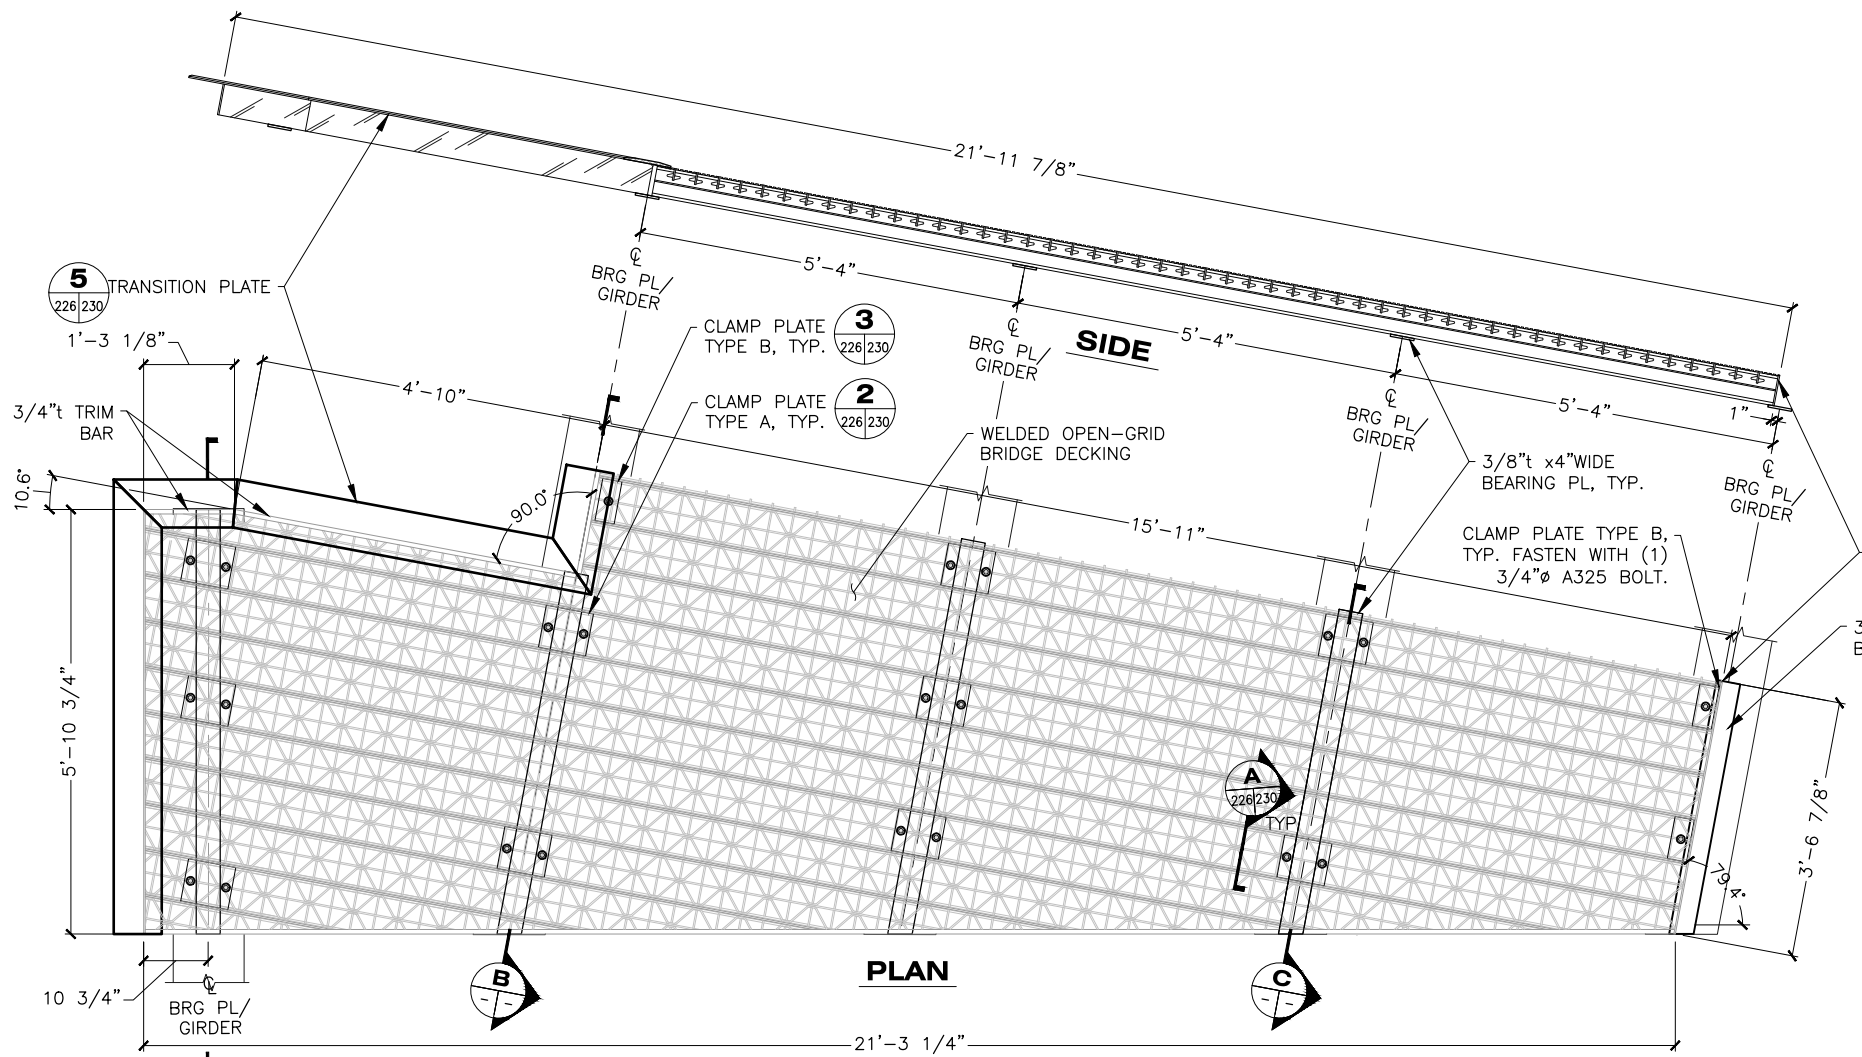 21'-11 7/8"
5'-4"
5'-4"
5'-4"
1"
℄
BRG PL/
GIRDER
℄
BRG PL/
GIRDER
℄
BRG PL/
GIRDER
℄
BRG PL/
GIRDER
SIDE
5
226 230
TRANSITION PLATE
1'-3 1/8"
4'-10"
3/4"t TRIM
BAR
10.6°
90.0°
CLAMP PLATE
TYPE B, TYP.
3
226 230
CLAMP PLATE
TYPE A, TYP.
2
226 230
WELDED OPEN-GRID
BRIDGE DECKING
15'-11"
3/8"t x4"WIDE
BEARING PL, TYP.
CLAMP PLATE TYPE B,
TYP. FASTEN WITH (1)
3/4"ø A325 BOLT.
3
B
5'-10 3/4"
A
226 230
TYP
79.4°
3'-6 7/8"
10 3/4"
℄
BRG PL/
GIRDER
B
- -
PLAN
C
- -
21'-3 1/4"